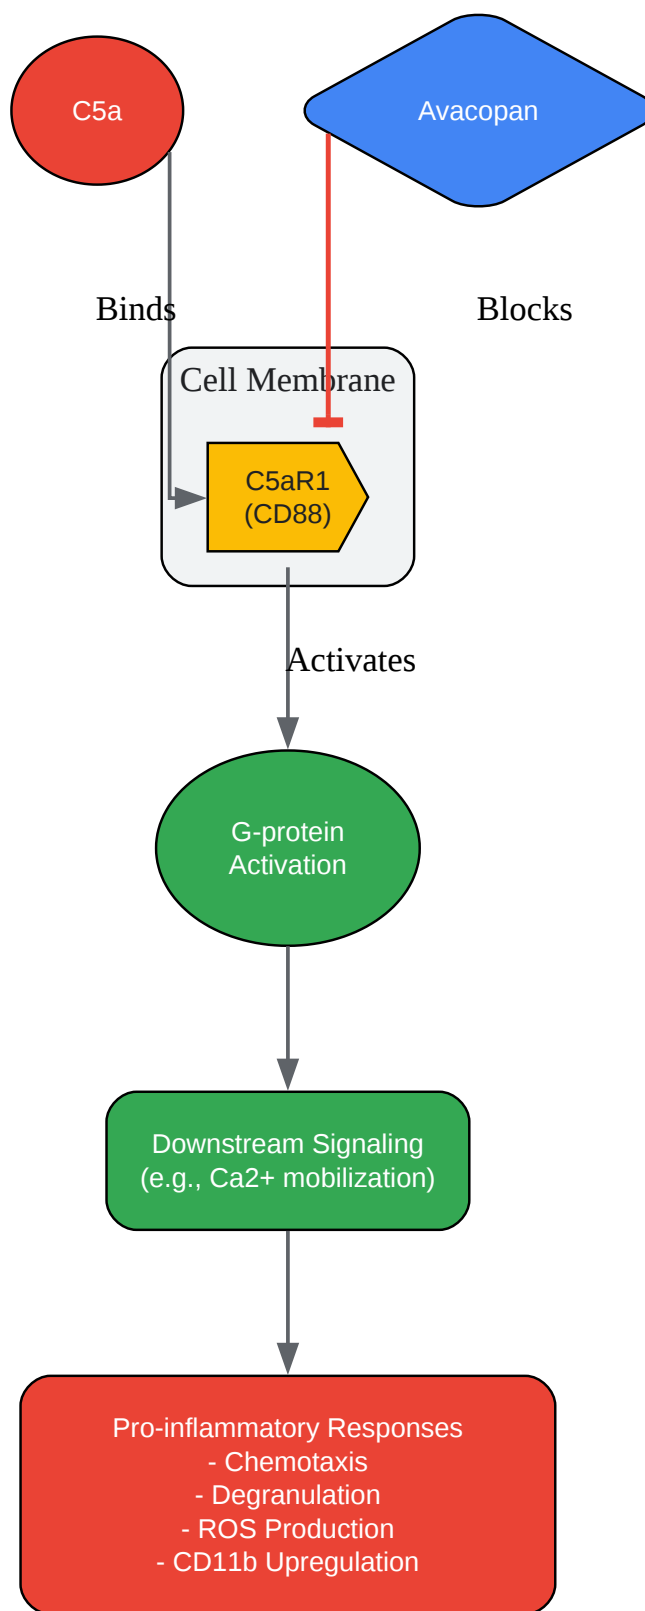 C5a
Avacopan
Binds
Blocks
Cell Membrane
C5aR1
(CD88)
Activates
G-protein
Activation
Downstream Signaling
(e.g., Ca2+ mobilization)
Pro-inflammatory Responses
- Chemotaxis
- Degranulation
- ROS Production
- CD11b Upregulation